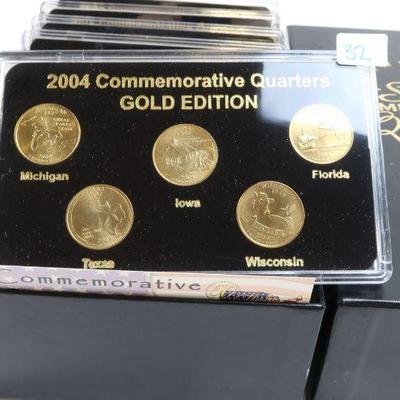 32
2004 Commemorative Quarters
GOLD EDITION
Michigan
Iowa
Florida
Texas
Wisconsin
Commemorative